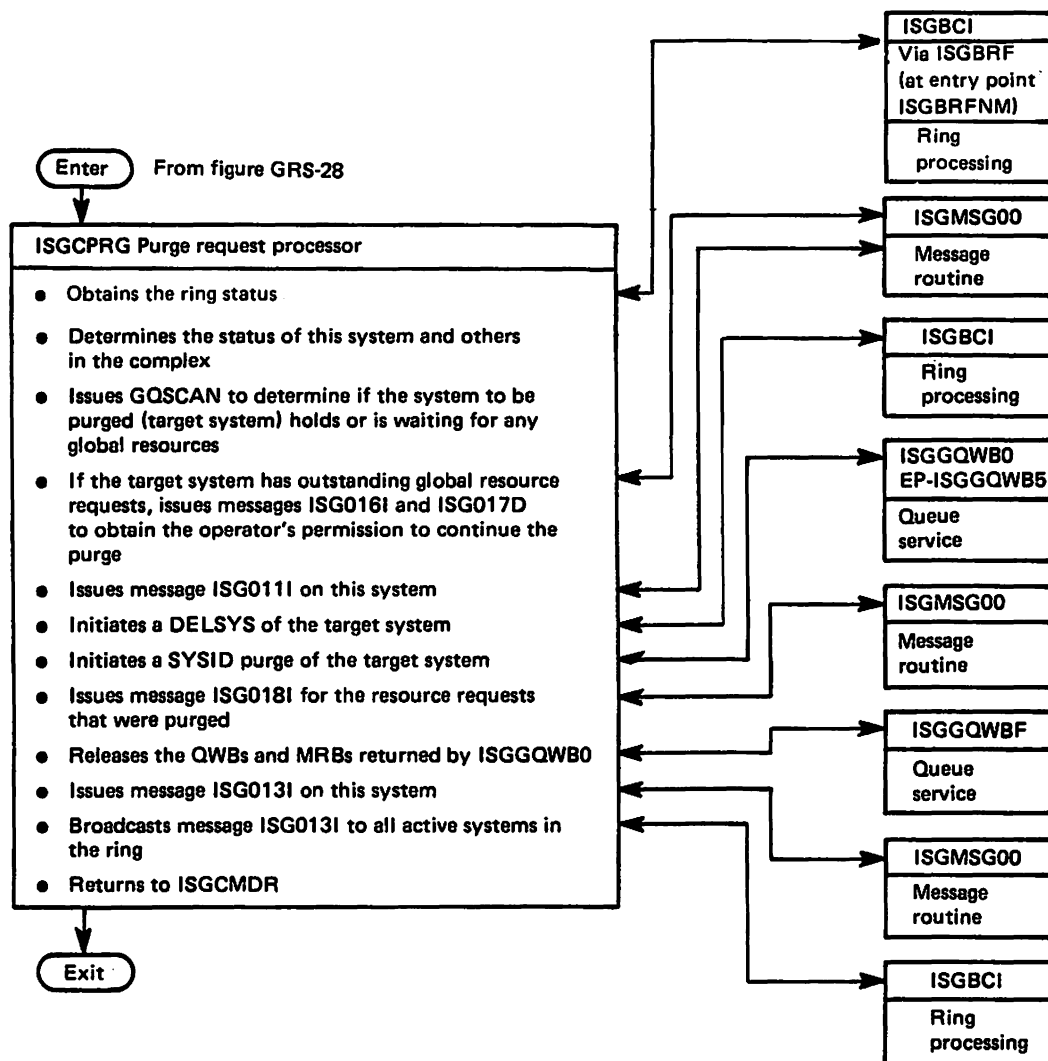 Enter
From figure GRS-28
ISGCPRG Purge request processor
● Obtains the ring status
● Determines the status of this system and others
in the complex
● Issues GQSCAN to determine if the system to be
purged (target system) holds or is waiting for any
global resources
● If the target system has outstanding global resource
requests, issues messages ISG016I and ISG017D
to obtain the operator's permission to continue the
purge
● Issues message ISG011I on this system
● Initiates a DELSYS of the target system
● Initiates a SYSID purge of the target system
● Issues message ISG018I for the resource requests
that were purged
● Releases the QWBs and MRBs returned by ISGGQWB0
● Issues message ISG013I on this system
● Broadcasts message ISG013I to all active systems in
the ring
● Returns to ISGCMDR
Exit
ISGBCI
Via ISGBRF
(at entry point
ISGBRFNM)
Ring
processing
ISGMSG00
Message
routine
ISGBCI
Ring
processing
ISGGQWB0
EP-ISGGQWB5
Queue
service
ISGMSG00
Message
routine
ISGGQWBF
Queue
service
ISGMSG00
Message
routine
ISGBCI
Ring
processing